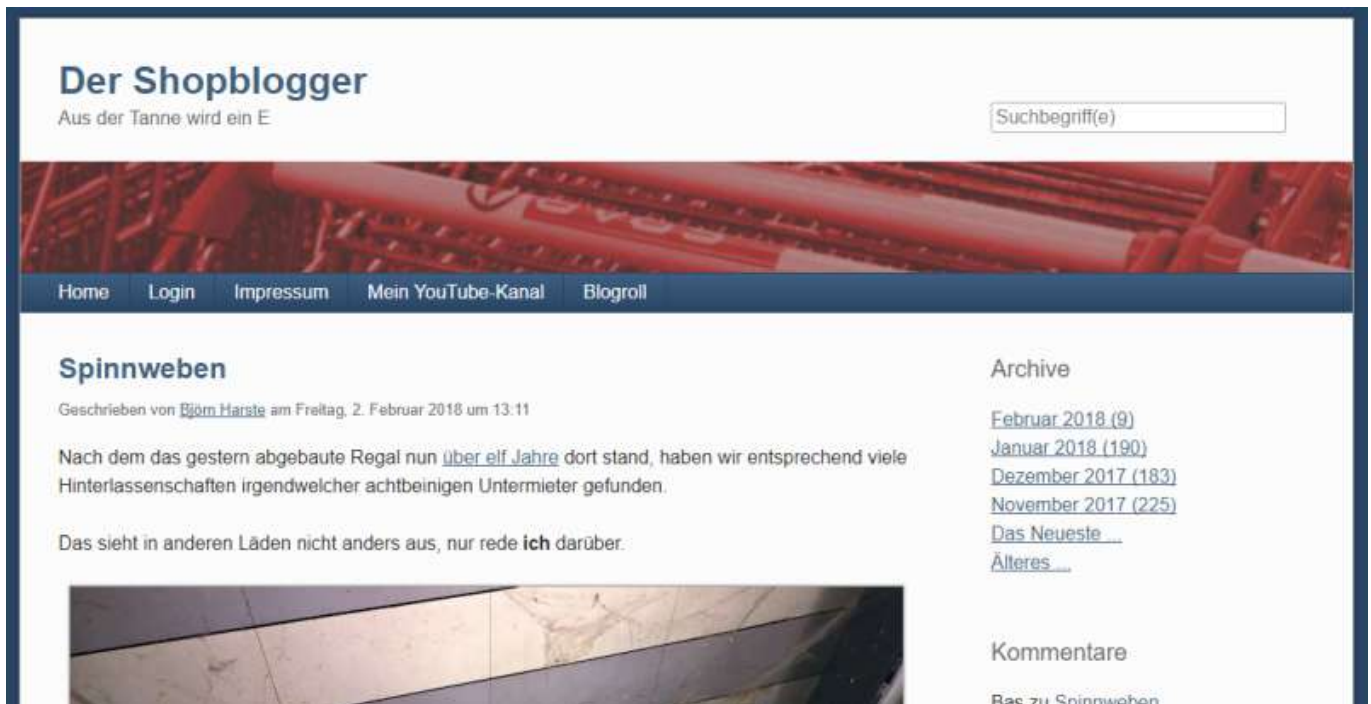 Der Shopblogger
Aus der Tanne wird ein E
Suchbegriff(e)
SPAR
Home Login Impressum Mein YouTube-Kanal Blogroll
Spinnweben
Geschrieben von Björn Harste am Freitag, 2. Februar 2018 um 13:11
Nach dem das gestern abgebaute Regal nun über elf Jahre dort stand, haben wir entsprechend viele
Hinterlassenschaften irgendwelcher achtbeinigen Untermieter gefunden.
Das sieht in anderen Läden nicht anders aus, nur rede ich darüber.
Archive
Februar 2018 (9)
Januar 2018 (190)
Dezember 2017 (183)
November 2017 (225)
Das Neueste ...
Älteres ...
Kommentare
Bas zu Spinnweben